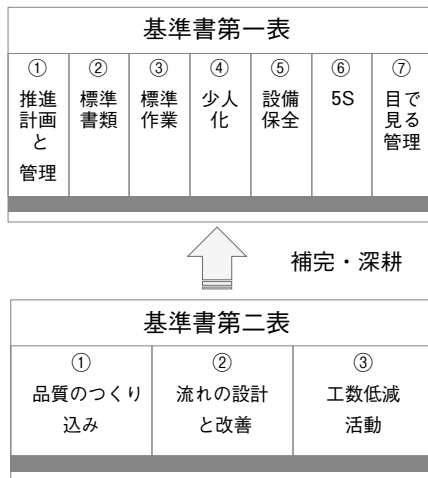 基準書第一表
① ② ③ ④ ⑤ ⑥ ⑦
推進 標準 標準 少人 設備 5S 目で
計画 書類 作業 化 保全 見る
と 管理
管理
補完・深耕
基準書第二表
① ② ③
品質のつくり 流れの設計 工数低減
込み と改善 活動